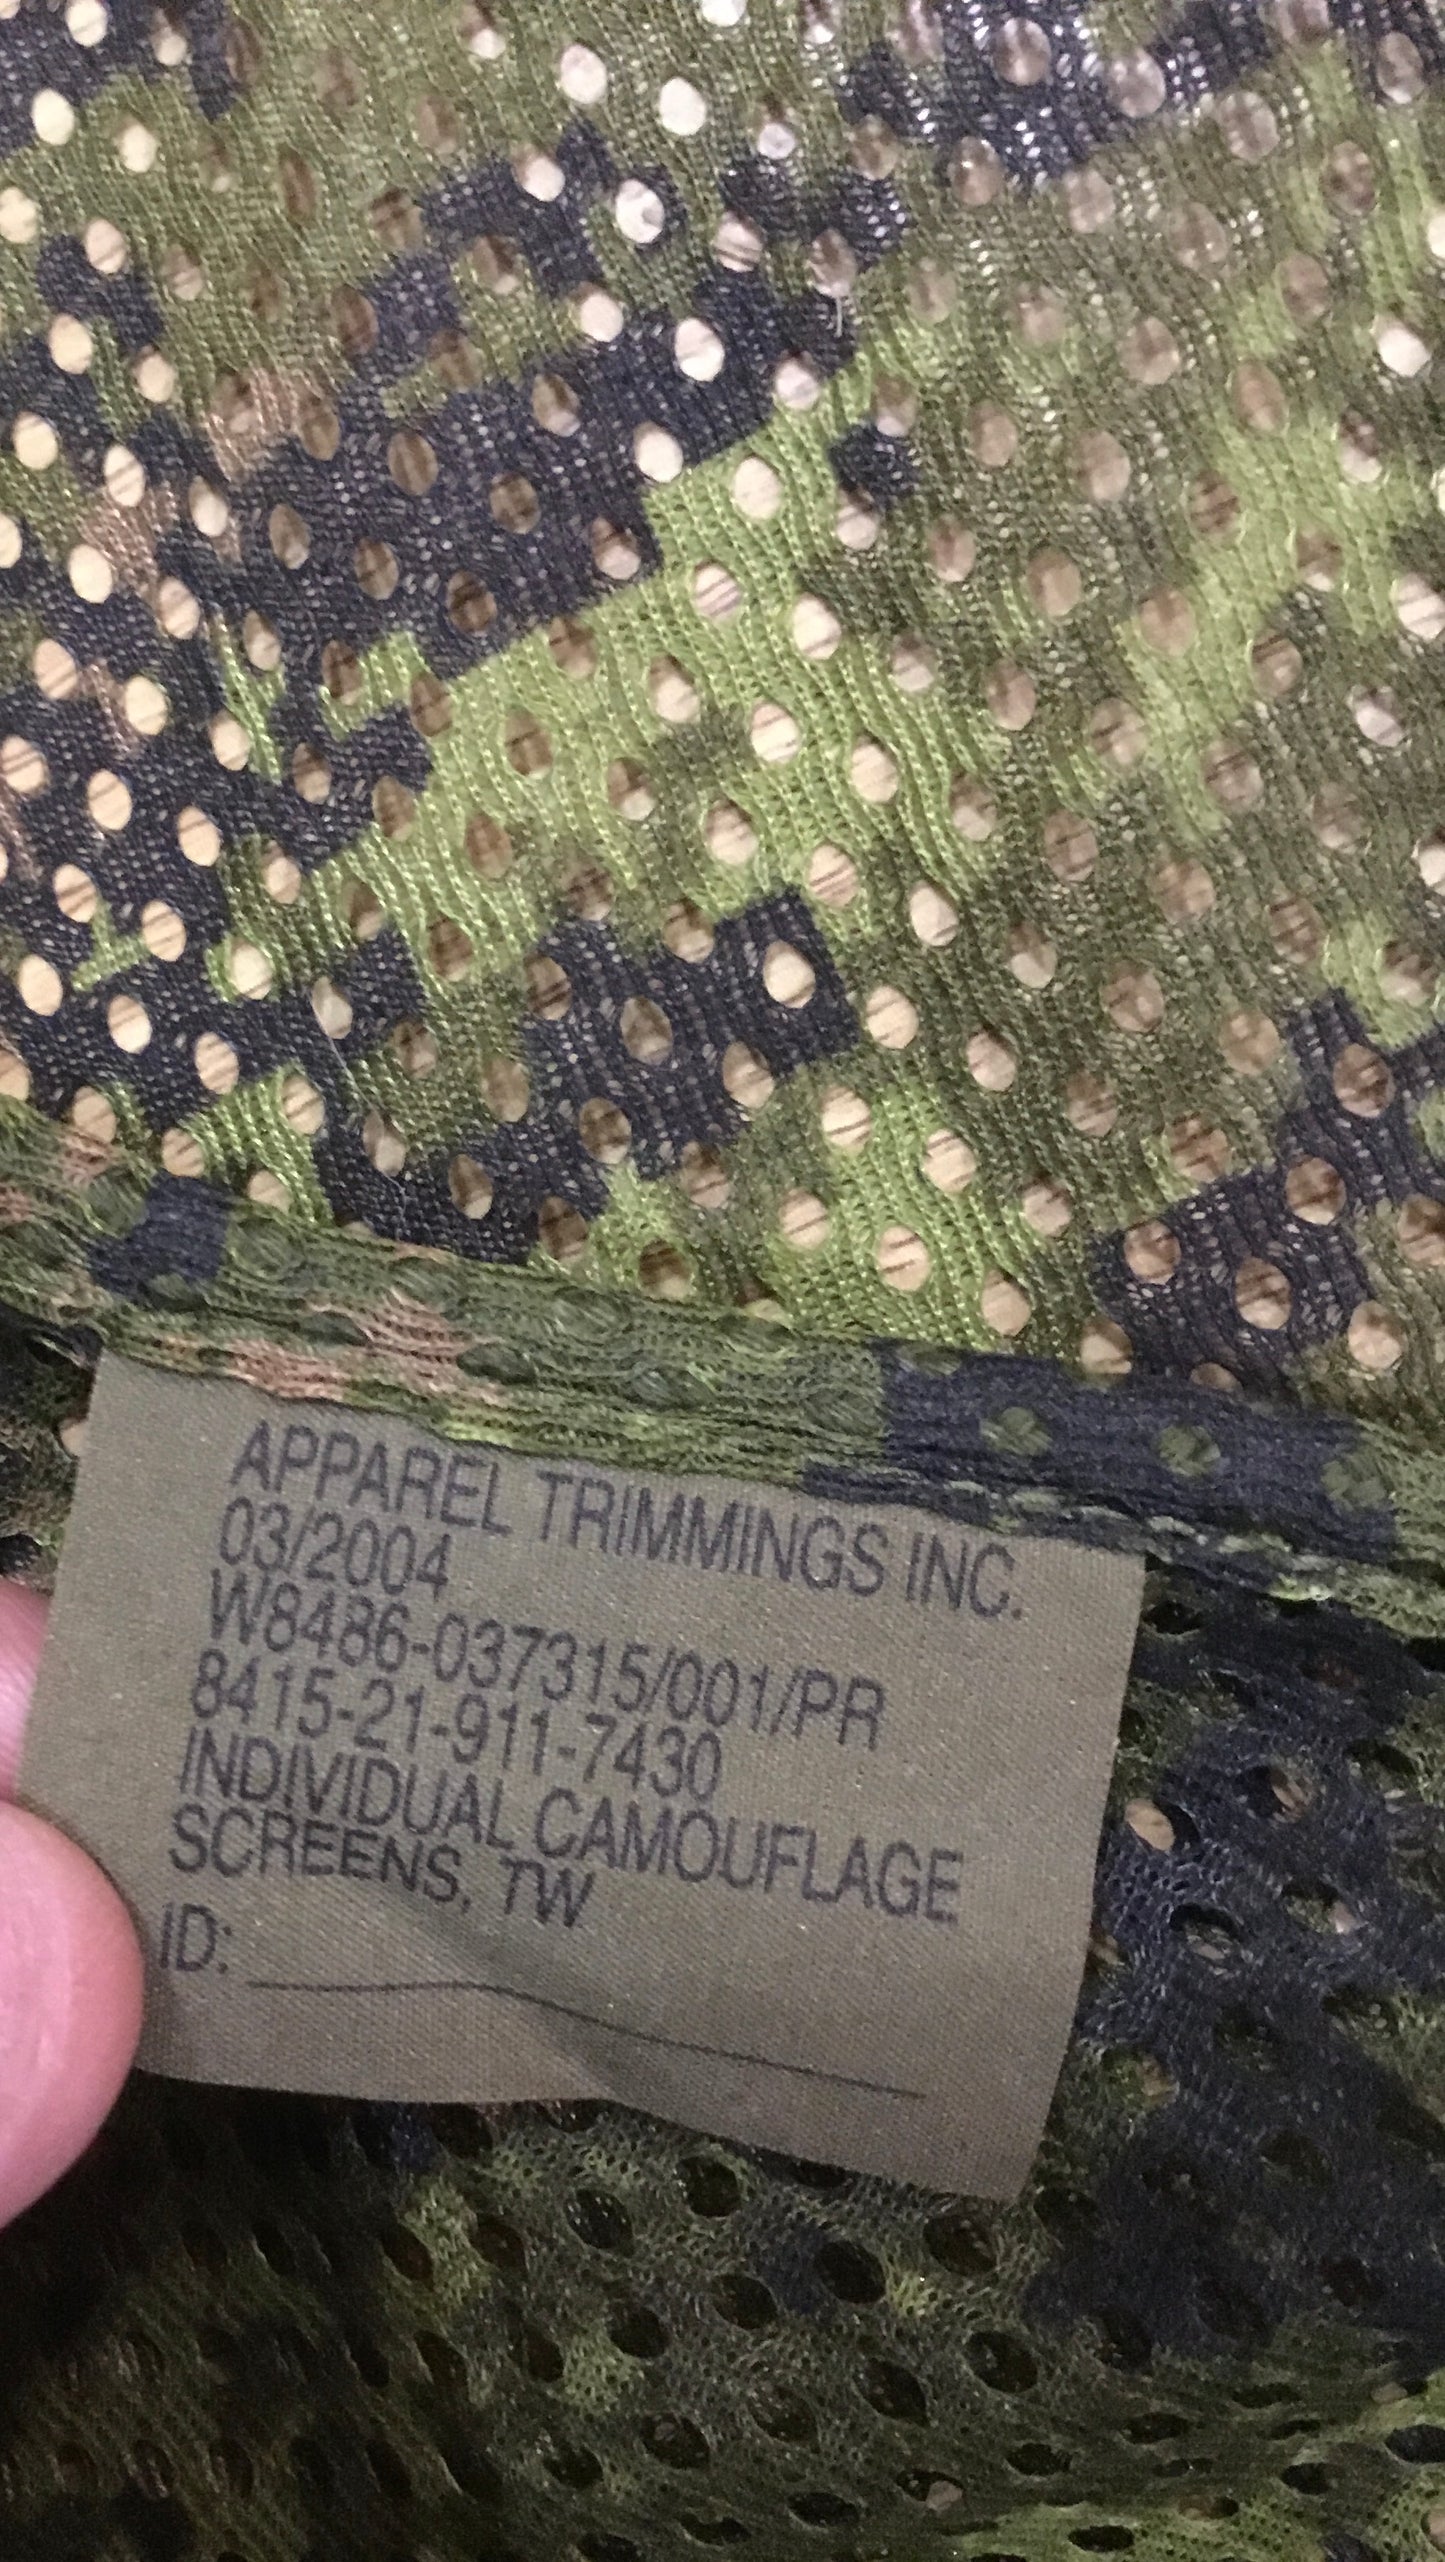 APPAREL TRIMMINGS INC.
03/2004
W8486-037315/001/PR
8415-21-911-7430
INDIVIDUAL CAMOUFLAGE
SCREENS, TW
ID: